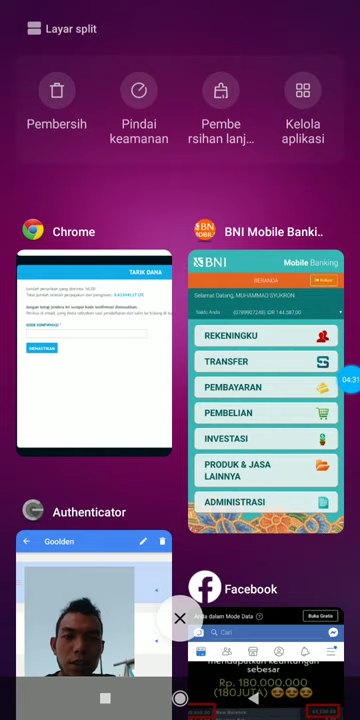 Layar split
Pembersih
Pindai
keamanan
Pembe
rsihan lanj...
Kelola
aplikasi
Chrome
TARIK DANA
KODE KONFIRMASI *
MEMASTIKAN
BNI Mobile Banki..
BNI
Mobile Banking
BERANDA
Keluar
Selamat Datang, MUHAMMAD SYUKRON
REKENINGKU
TRANSFER
PEMBAYARAN
PEMBELIAN
INVESTASI
PRODUK & JASA
LAINNYA
ADMINISTRASI
04:31
Authenticator
Goolden
Facebook
Anda dalam Mode Data
Buka Gratis
Cari
mendapatkan keuntungan
sebesar
Rp. 180.000.000
(180JUTA)